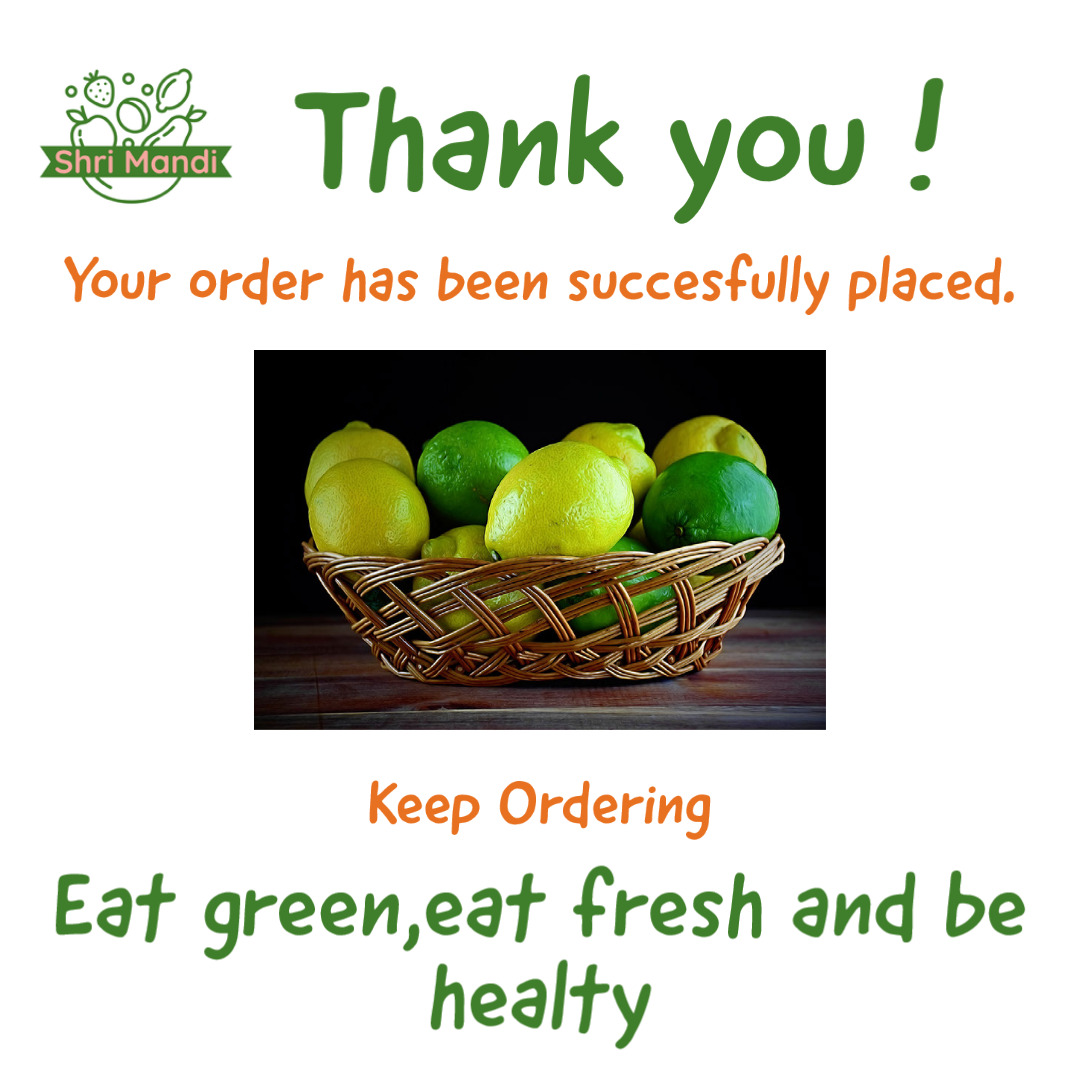 Shri Mandi
Thank you !
Your order has been succesfully placed.
Keep Ordering
Eat green,eat fresh and be
healty